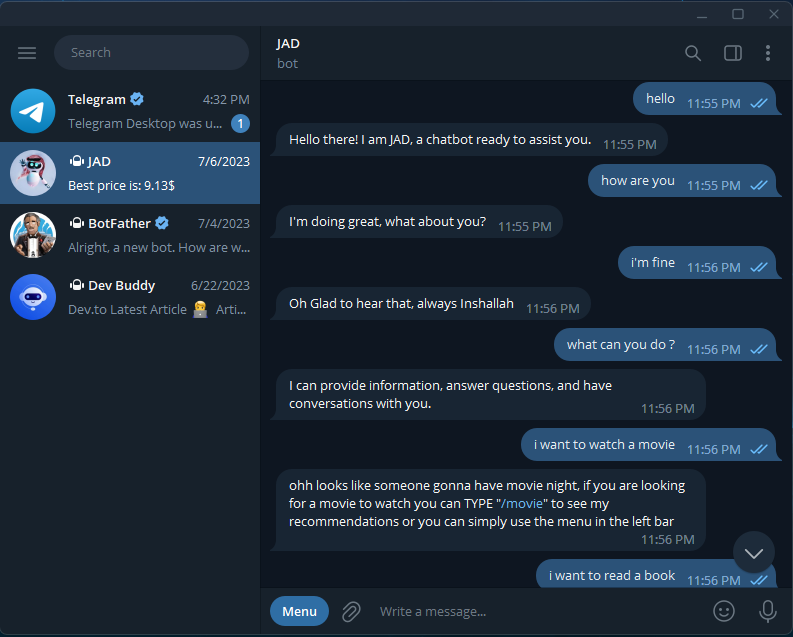 Search
Telegram 4:32 PM
Telegram Desktop was u... 1
JAD 7/6/2023
Best price is: 9.13$
BotFather 7/4/2023
Alright, a new bot. How are w...
Dev Buddy 6/22/2023
Dev.to Latest Article 👨‍💻 Arti...
JAD
bot
hello 11:55 PM
Hello there! I am JAD, a chatbot ready to assist you. 11:55 PM
how are you 11:55 PM
I'm doing great, what about you? 11:55 PM
i'm fine 11:56 PM
Oh Glad to hear that, always Inshallah 11:56 PM
what can you do ? 11:56 PM
I can provide information, answer questions, and have
conversations with you.
11:56 PM
i want to watch a movie 11:56 PM
ohh looks like someone gonna have movie night, if you are looking
for a movie to watch you can TYPE "/movie" to see my
recommendations or you can simply use the menu in the left bar
11:56 PM
i want to read a book 11:56 PM
Menu
Write a message...